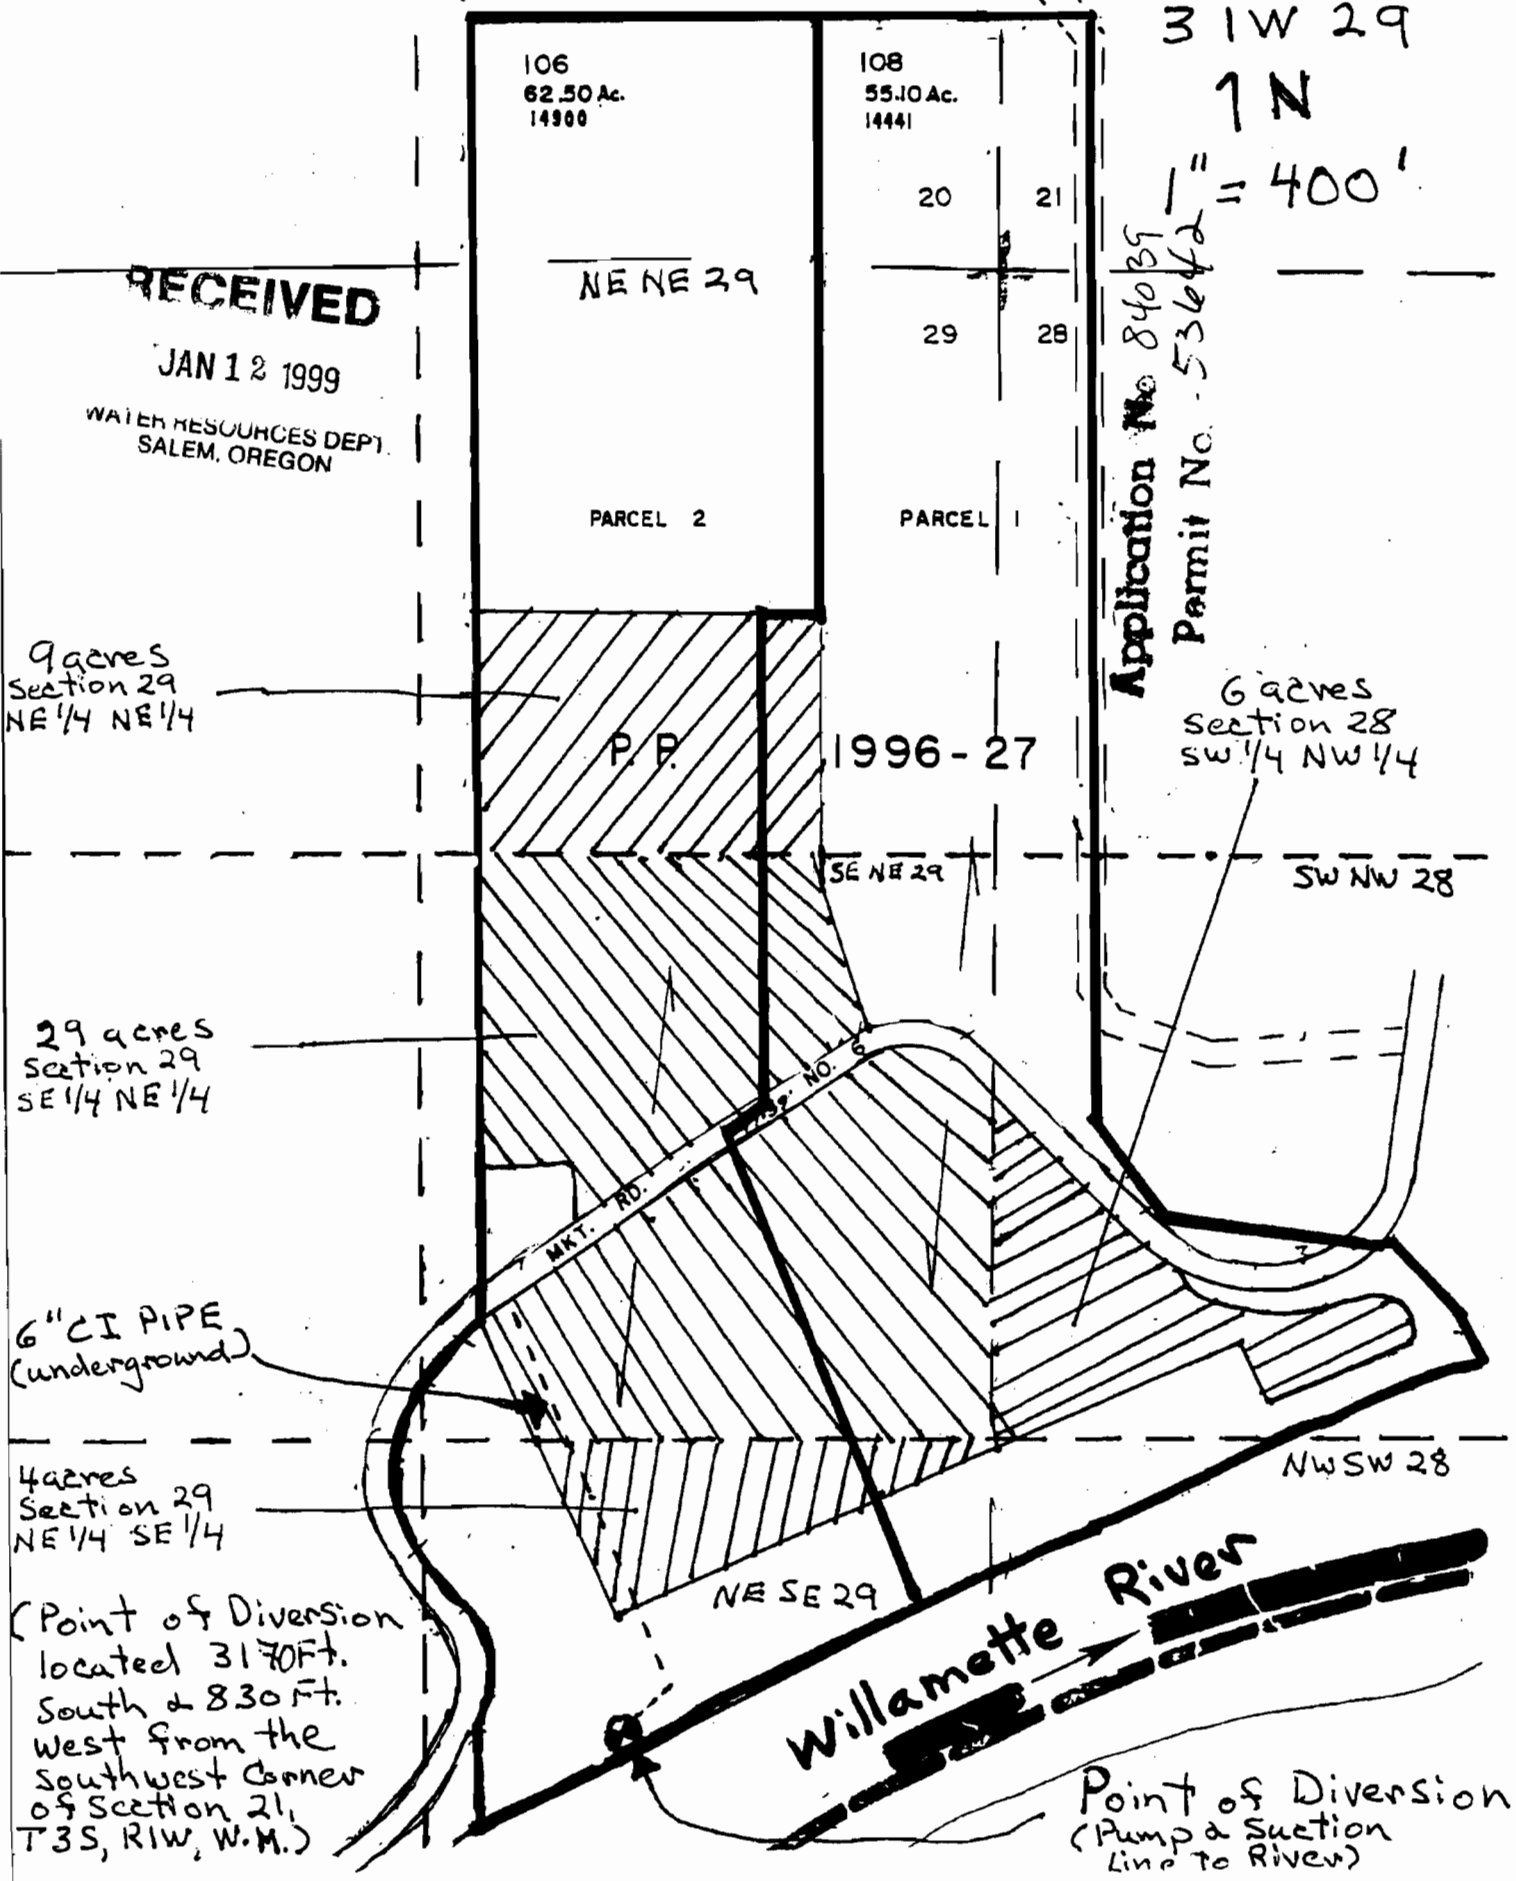 3 1W 29
1N
1" = 400'
106
62.50 Ac.
14900
108
55.10 Ac.
14441
20
21
NE NE 29
29
28
RECEIVED
JAN 12 1999
WATER RESOURCES DEPT.
SALEM, OREGON
Application No 84039
Permit No. 53642
PARCEL 2
PARCEL 1
9 acres
Section 29
NE 1/4 NE 1/4
6 acres
Section 28
SW 1/4 NW 1/4
P. P. 1996-27
SE NE 29
SW NW 28
29 acres
Section 29
SE 1/4 NE 1/4
MKT. RD. NO. 6
6" CI PIPE
(underground)
4 acres
Section 29
NE 1/4 SE 1/4
NW SW 28
NE SE 29
Willamette River
(Point of Diversion
located 3170 Ft.
South & 830 Ft.
West from the
Southwest Corner
of Section 21,
T3S, R1W, W.M.)
Point of Diversion
(Pump & Suction
Line To River)